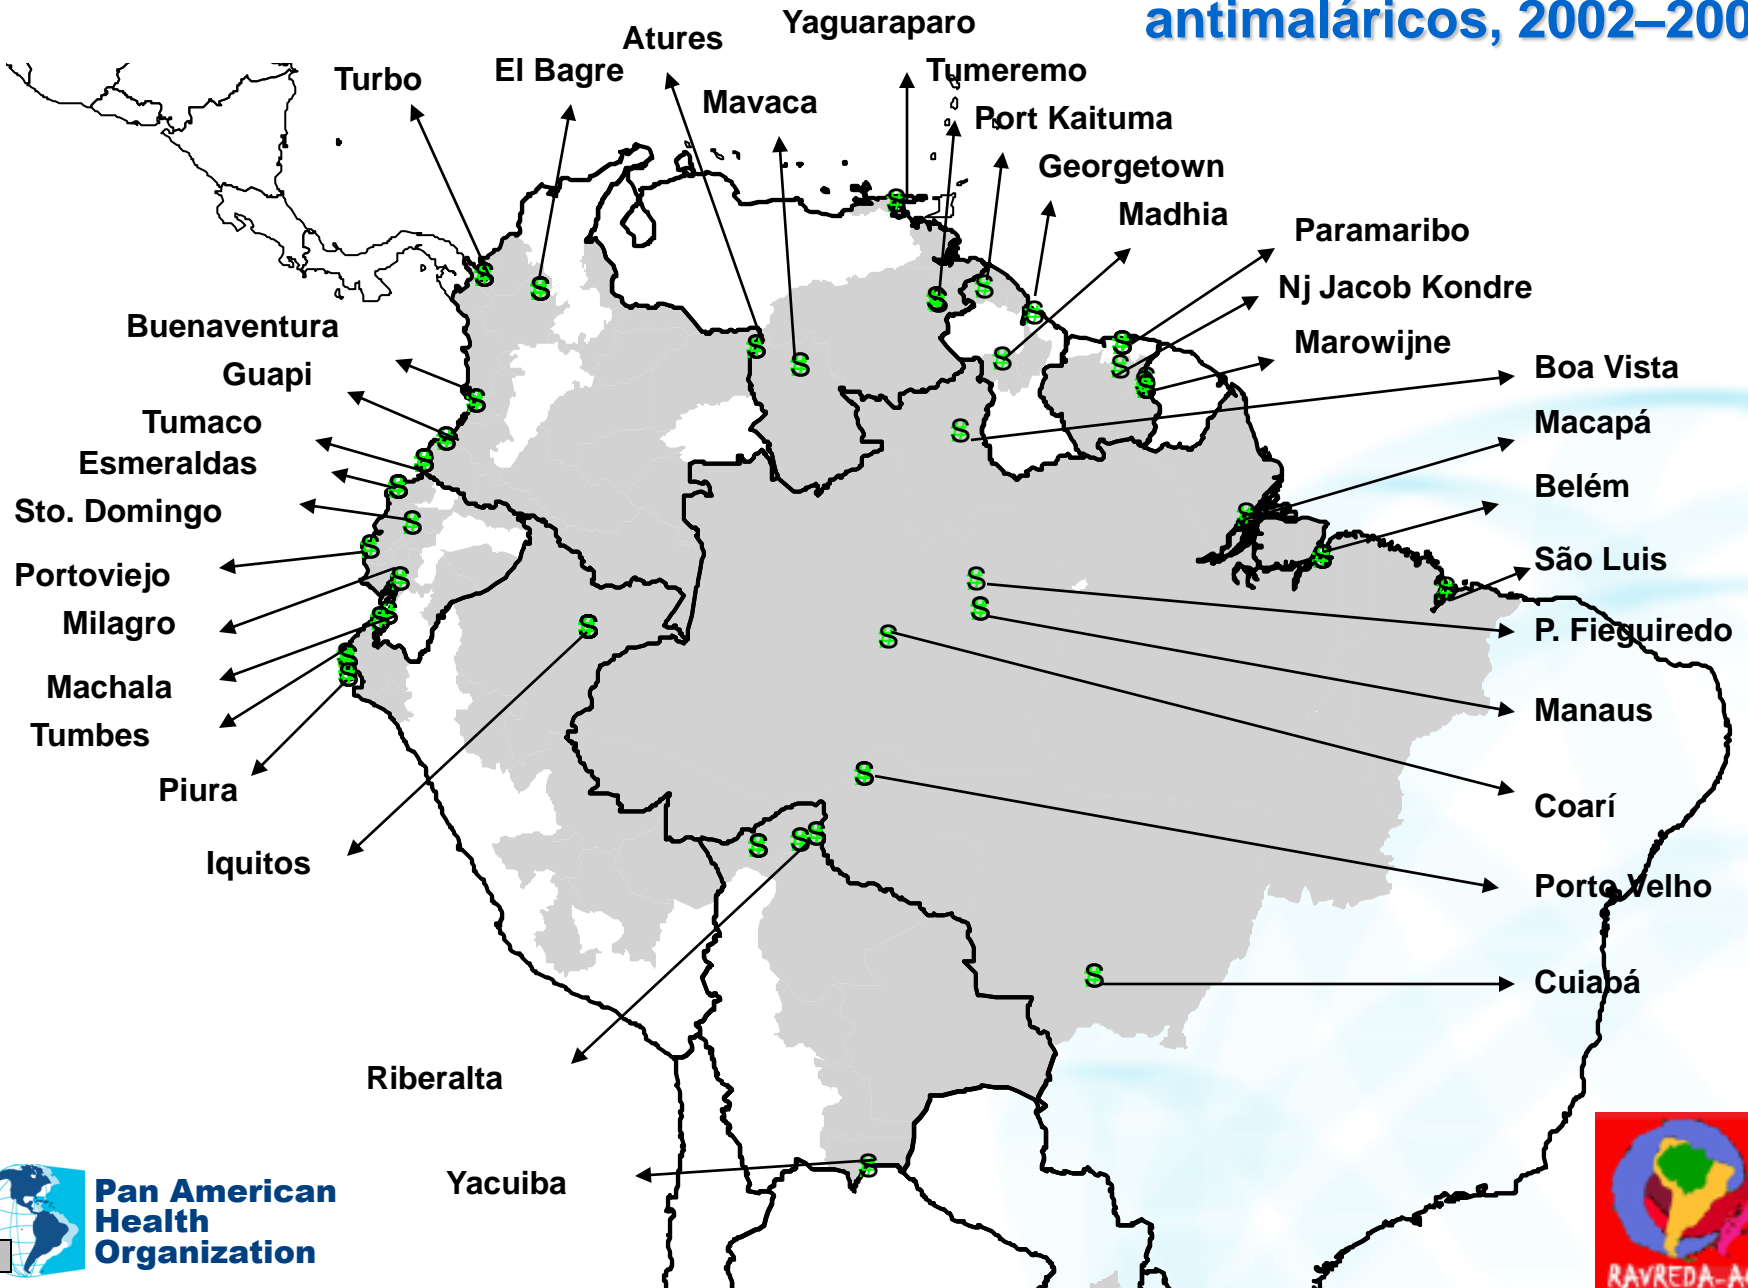 antimaláricos, 2002–200
Yaguaraparo
Atures
El Bagre
Tumeremo
Turbo
Mavaca
Port Kaituma
Georgetown
Madhia
Paramaribo
Nj Jacob Kondre
Buenaventura
Marowijne
Guapi
Boa Vista
Tumaco
Macapá
Esmeraldas
Belém
Sto. Domingo
São Luis
Portoviejo
Milagro
P. Fieguiredo
Machala
Manaus
Tumbes
Piura
Coarí
Iquitos
Porto Velho
Cuiabá
Riberalta
Yacuiba
Pan American
Health
Organization
RAVREDA-A